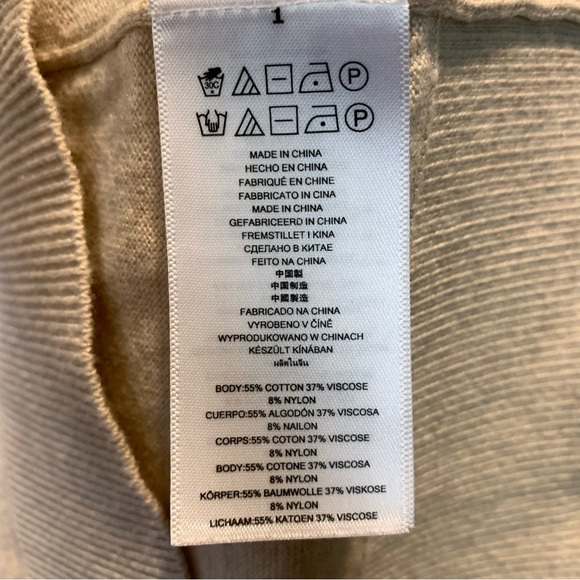 1
30C P
P
MADE IN CHINA
HECHO EN CHINA
FABRIQUÉ EN CHINE
FABBRICATO IN CINA
MADE IN CHINA
GEFABRICEERD IN CHINA
FREMSTILLET I KINA
СДЕЛАНО В КИТАЕ
FEITO NA CHINA
中国製
中国制造
中國製造
FABRICADO NA CHINA
VYROBENO V ČÍNĚ
WYPRODUKOWANO W CHINACH
KÉSZÜLT KÍNÁBAN
ผลิตในจีน
BODY:55% COTTON 37% VISCOSE
8% NYLON
CUERPO:55% ALGODÓN 37% VISCOSA
8% NAILON
CORPS:55% COTON 37% VISCOSE
8% NYLON
BODY:55% COTONE 37% VISCOSA
8% NYLON
KÖRPER:55% BAUMWOLLE 37% VISKOSE
8% NYLON
LICHAAM:55% KATOEN 37% VISCOSE